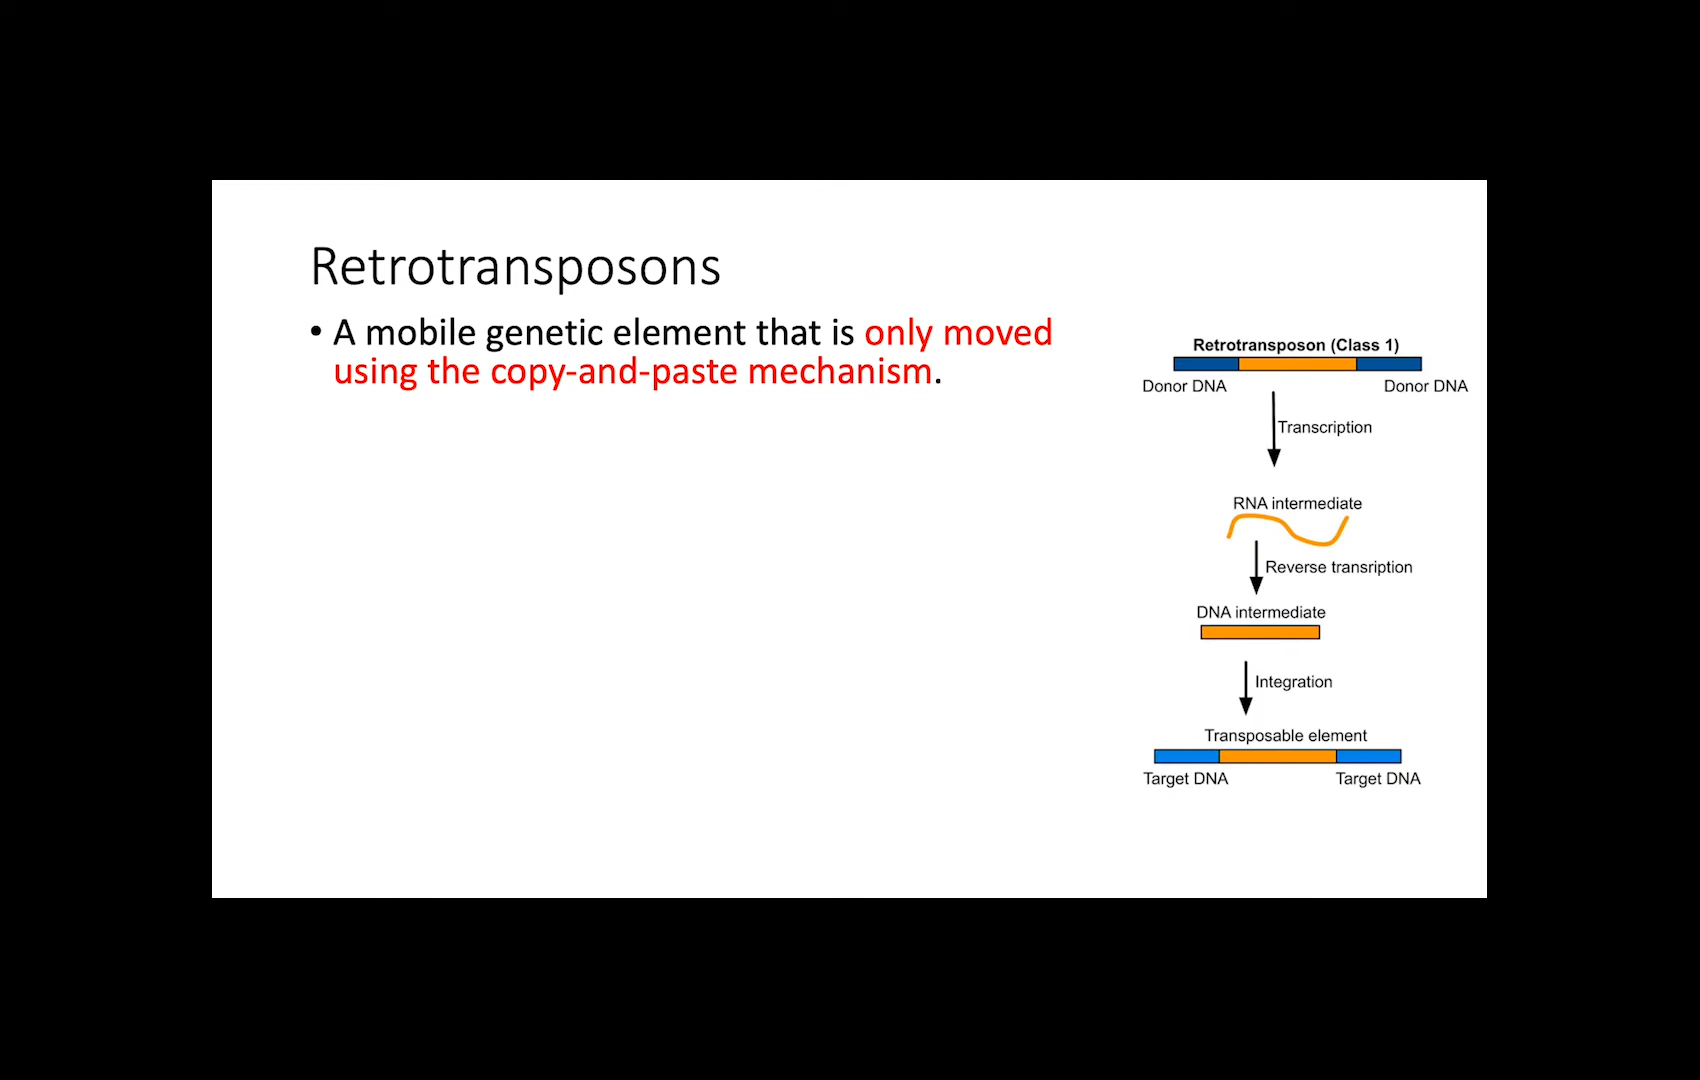 Retrotransposons
• A mobile genetic element that is only moved
using the copy-and-paste mechanism.
Retrotransposon (Class 1)
Donor DNA Donor DNA
Transcription
RNA intermediate
Reverse transription
DNA intermediate
Integration
Transposable element
Target DNA Target DNA